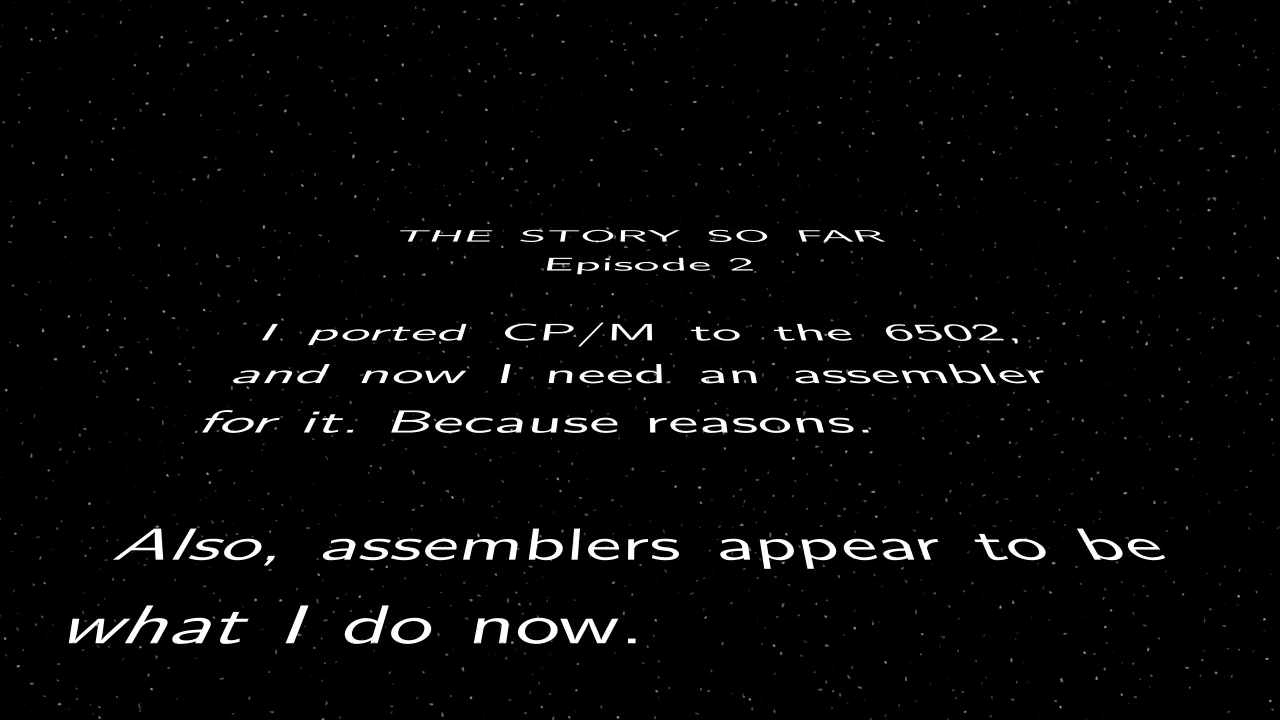 THE STORY SO FAR
Episode 2
I ported CP/M to the 6502,
and now I need an assembler
for it. Because reasons.
Also, assemblers appear to be
what I do now.